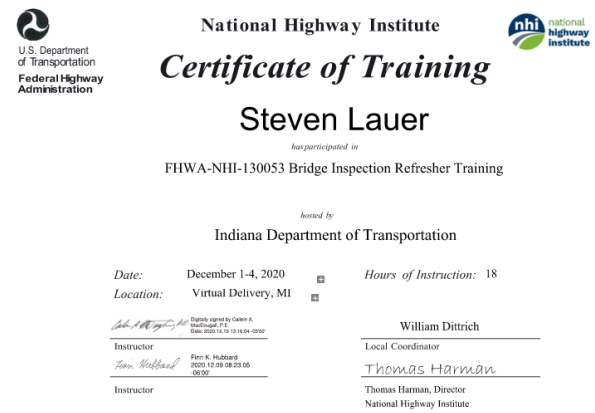 National Highway Institute
nhi national
highway
institute
U.S. Department
of Transportation
Federal Highway
Administration
Certificate of Training
Steven Lauer
has participated in
FHWA-NHI-130053 Bridge Inspection Refresher Training
hosted by
Indiana Department of Transportation
Date: December 1-4, 2020
Hours of Instruction: 18
Location: Virtual Delivery, MI
Digitally signed by Callein A.
MacDougall, P.E.
Date: 2020.12.15 13:16:04 -05'00'
William Dittrich
Instructor
Local Coordinator
Finn Hubbard
Finn K. Hubbard
2020.12.09 08:23:05
-06'00'
Thomas Harman
Instructor
Thomas Harman, Director
National Highway Institute